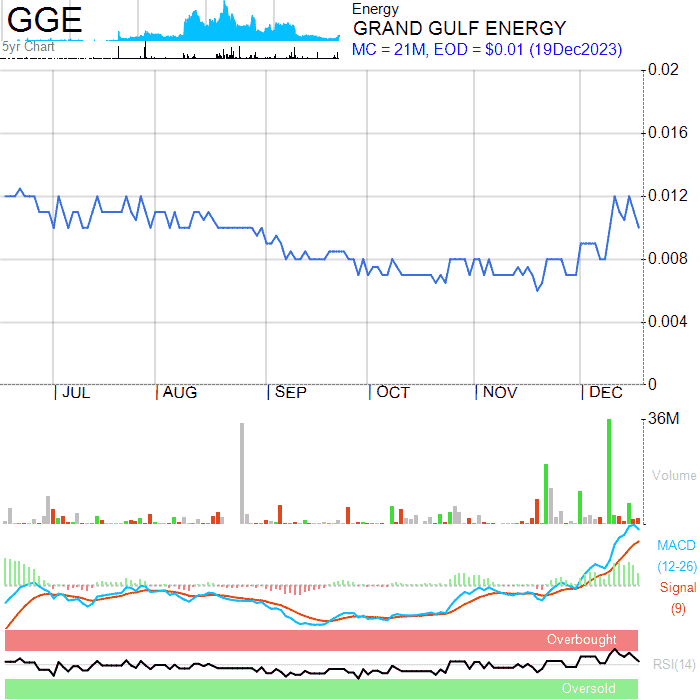 GGE
5yr Chart
Energy
GRAND GULF ENERGY
MC = 21M, EOD = $0.01 (19Dec2023)
0.02
0.016
0.012
0.008
0.004
0
JUL AUG SEP OCT NOV DEC
36M
Volume
MACD
(12-26)
Signal
(9)
Overbought
RSI(14)
Oversold